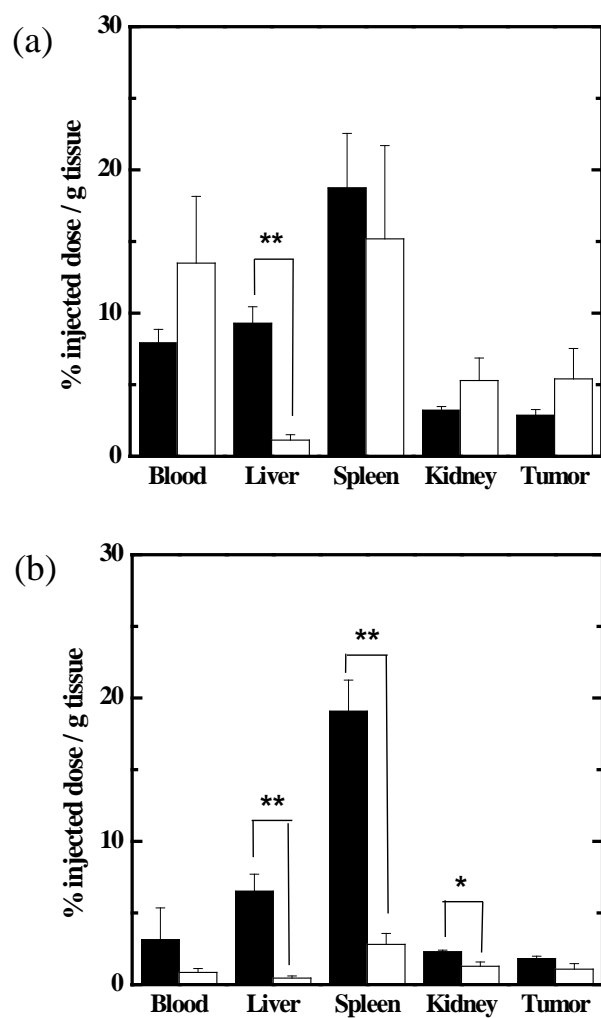 (a)
30
20
10
0
% injected dose / g tissue
**
Blood Liver Spleen Kidney Tumor
(b)
30
20
10
0
% injected dose / g tissue
**
**
*
Blood Liver Spleen Kidney Tumor